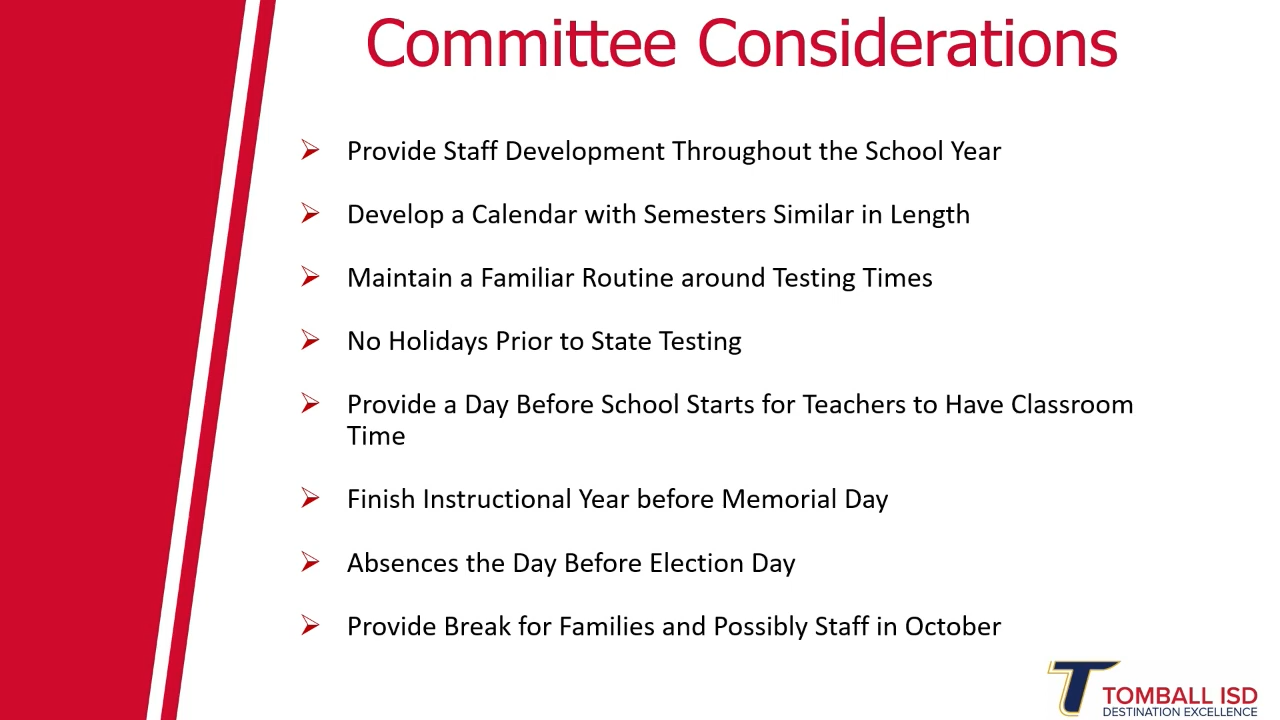 Committee Considerations
Provide Staff Development Throughout the School Year
Develop a Calendar with Semesters Similar in Length
Maintain a Familiar Routine around Testing Times
No Holidays Prior to State Testing
Provide a Day Before School Starts for Teachers to Have Classroom
Time
Finish Instructional Year before Memorial Day
Absences the Day Before Election Day
Provide Break for Families and Possibly Staff in October
T
TOMBALL ISD
DESTINATION EXCELLENCE